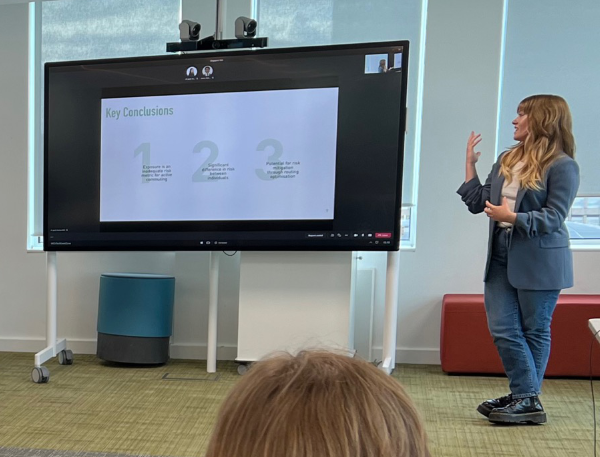 Key Conclusions
1
Exposure is an
inadequate risk
metric for active
commuting
2
Significant
difference in risk
between
individuals
3
Potential for risk
mitigation
through routing
optimisation